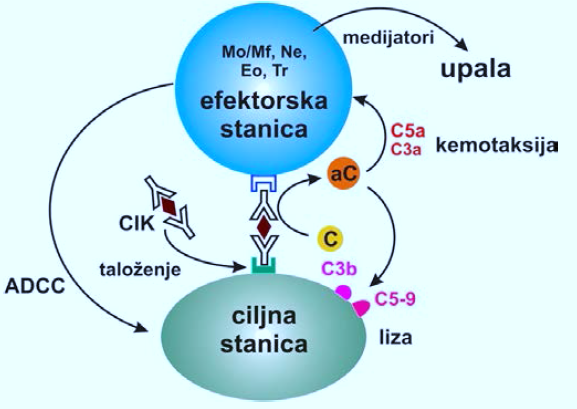 medijatori
upala
Mo/Mf, Ne,
Eo, Tr
efektorska
stanica
C5a
C3a
kemotaksija
aC
CIK
C
taloženje
C3b
ADCC
C5-9
ciljna
stanica
liza